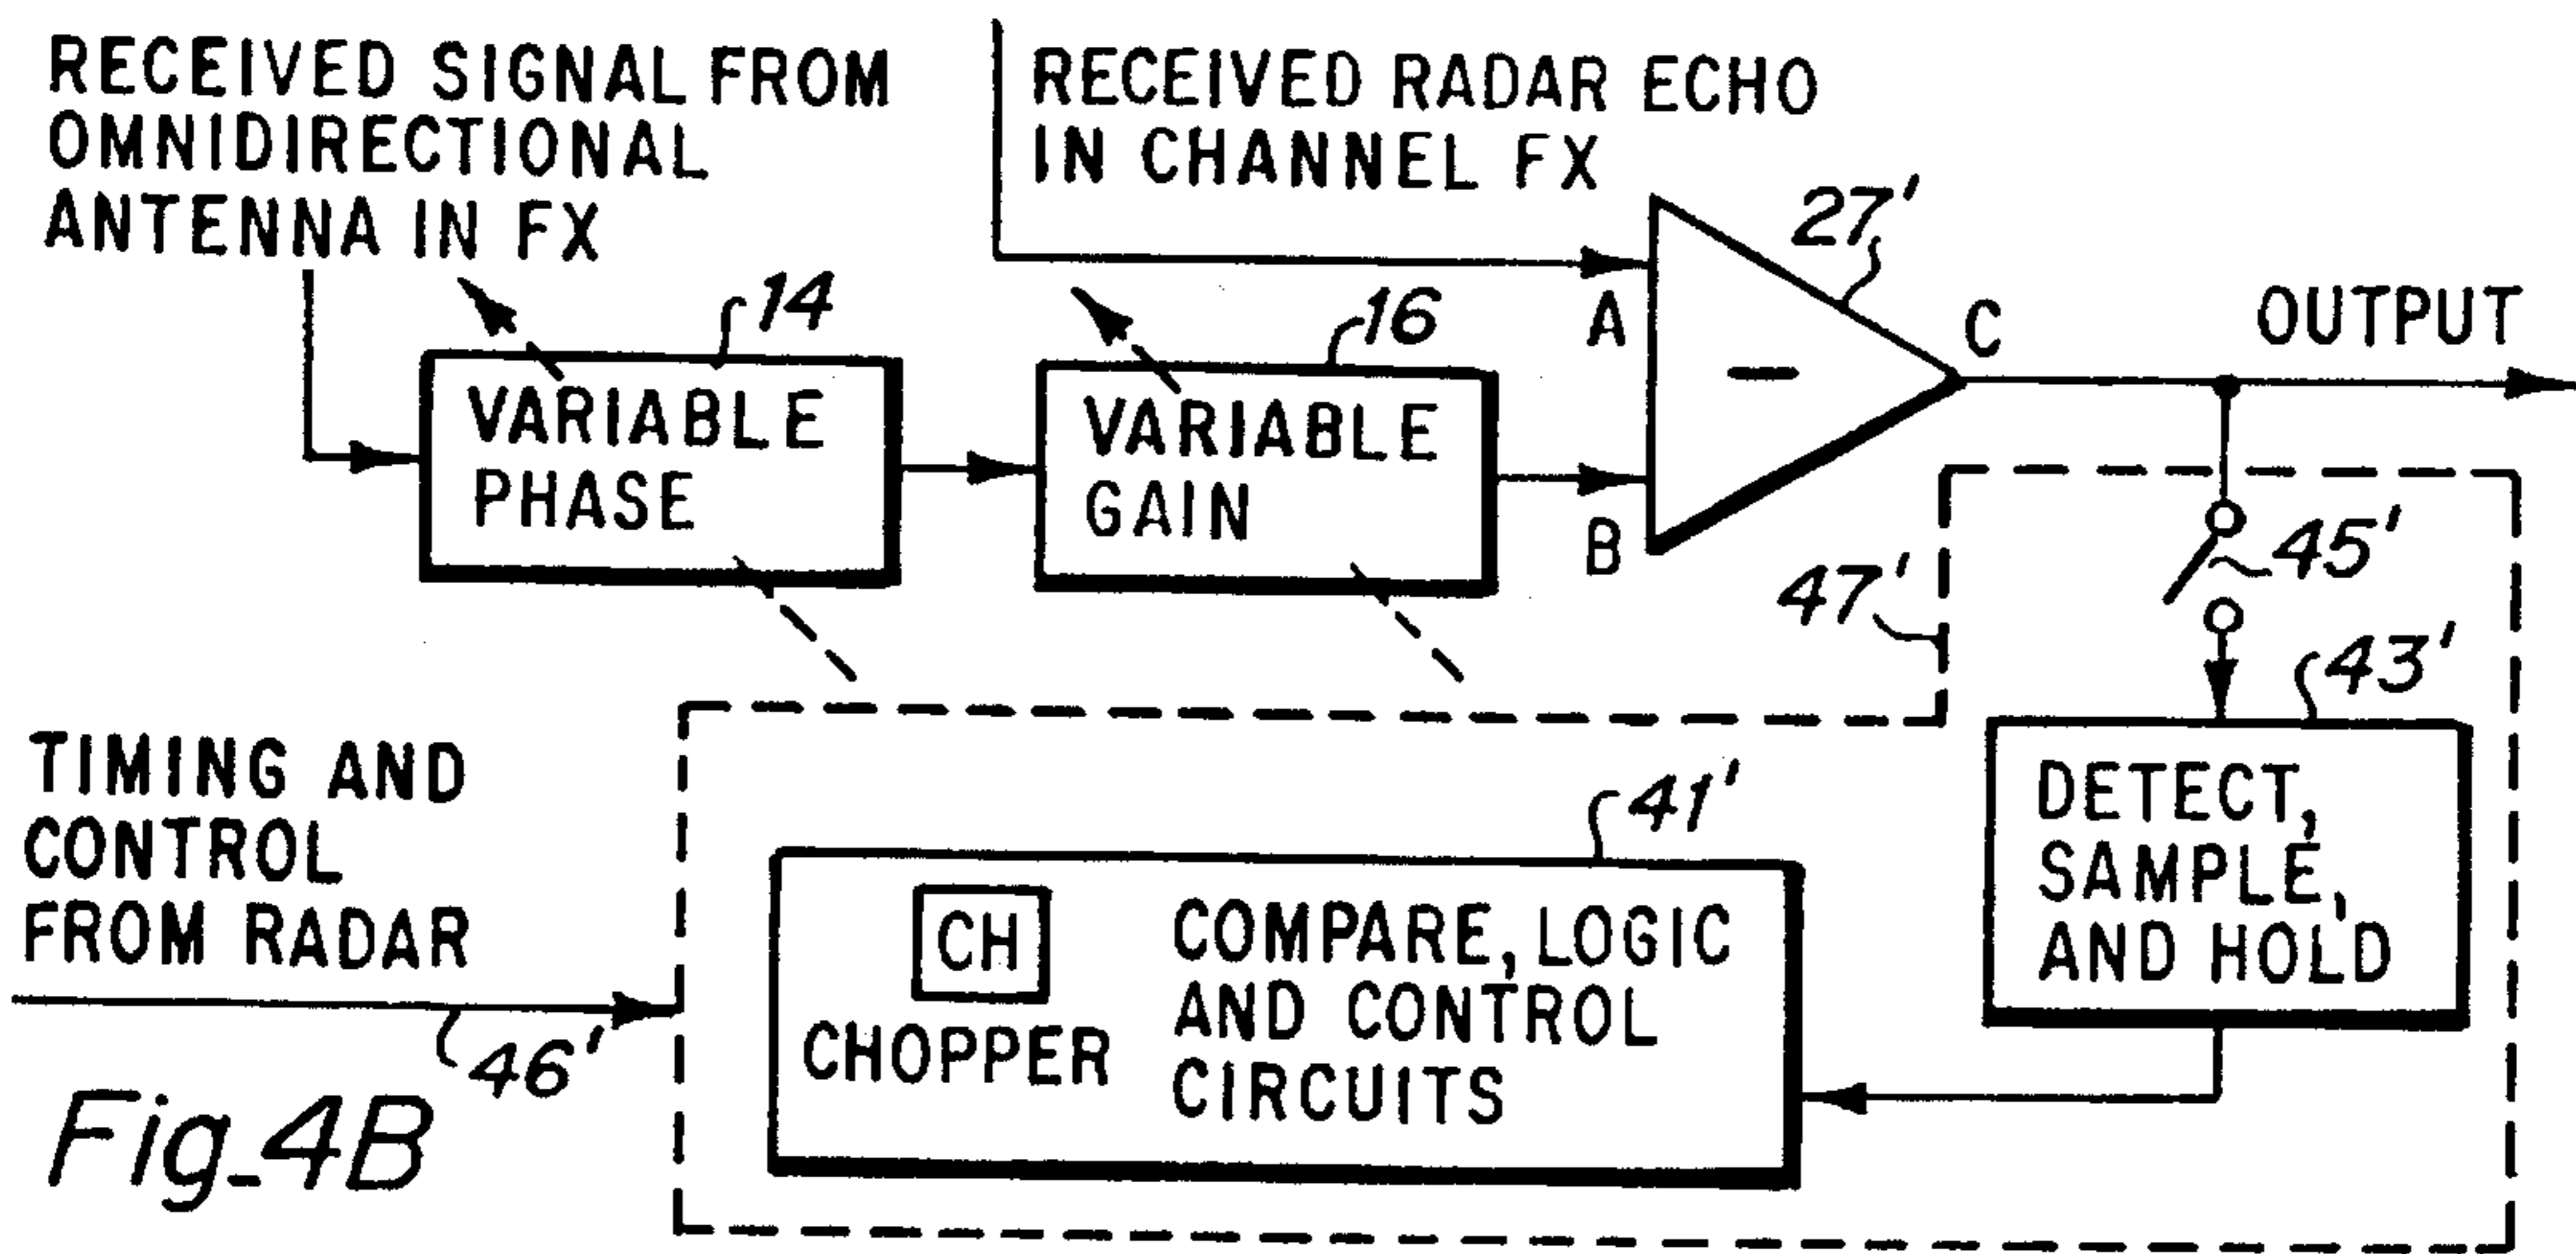 RECEIVED SIGNAL FROM
OMNIDIRECTIONAL
ANTENNA IN FX
RECEIVED RADAR ECHO
IN CHANNEL FX
27'
14
16
A
C
OUTPUT
VARIABLE
PHASE
VARIABLE
GAIN
—
B
45'
47'
43'
TIMING AND
CONTROL
FROM RADAR
41'
DETECT,
SAMPLE,
AND HOLD
CH
CHOPPER
COMPARE, LOGIC
AND CONTROL
CIRCUITS
46'
Fig_4B